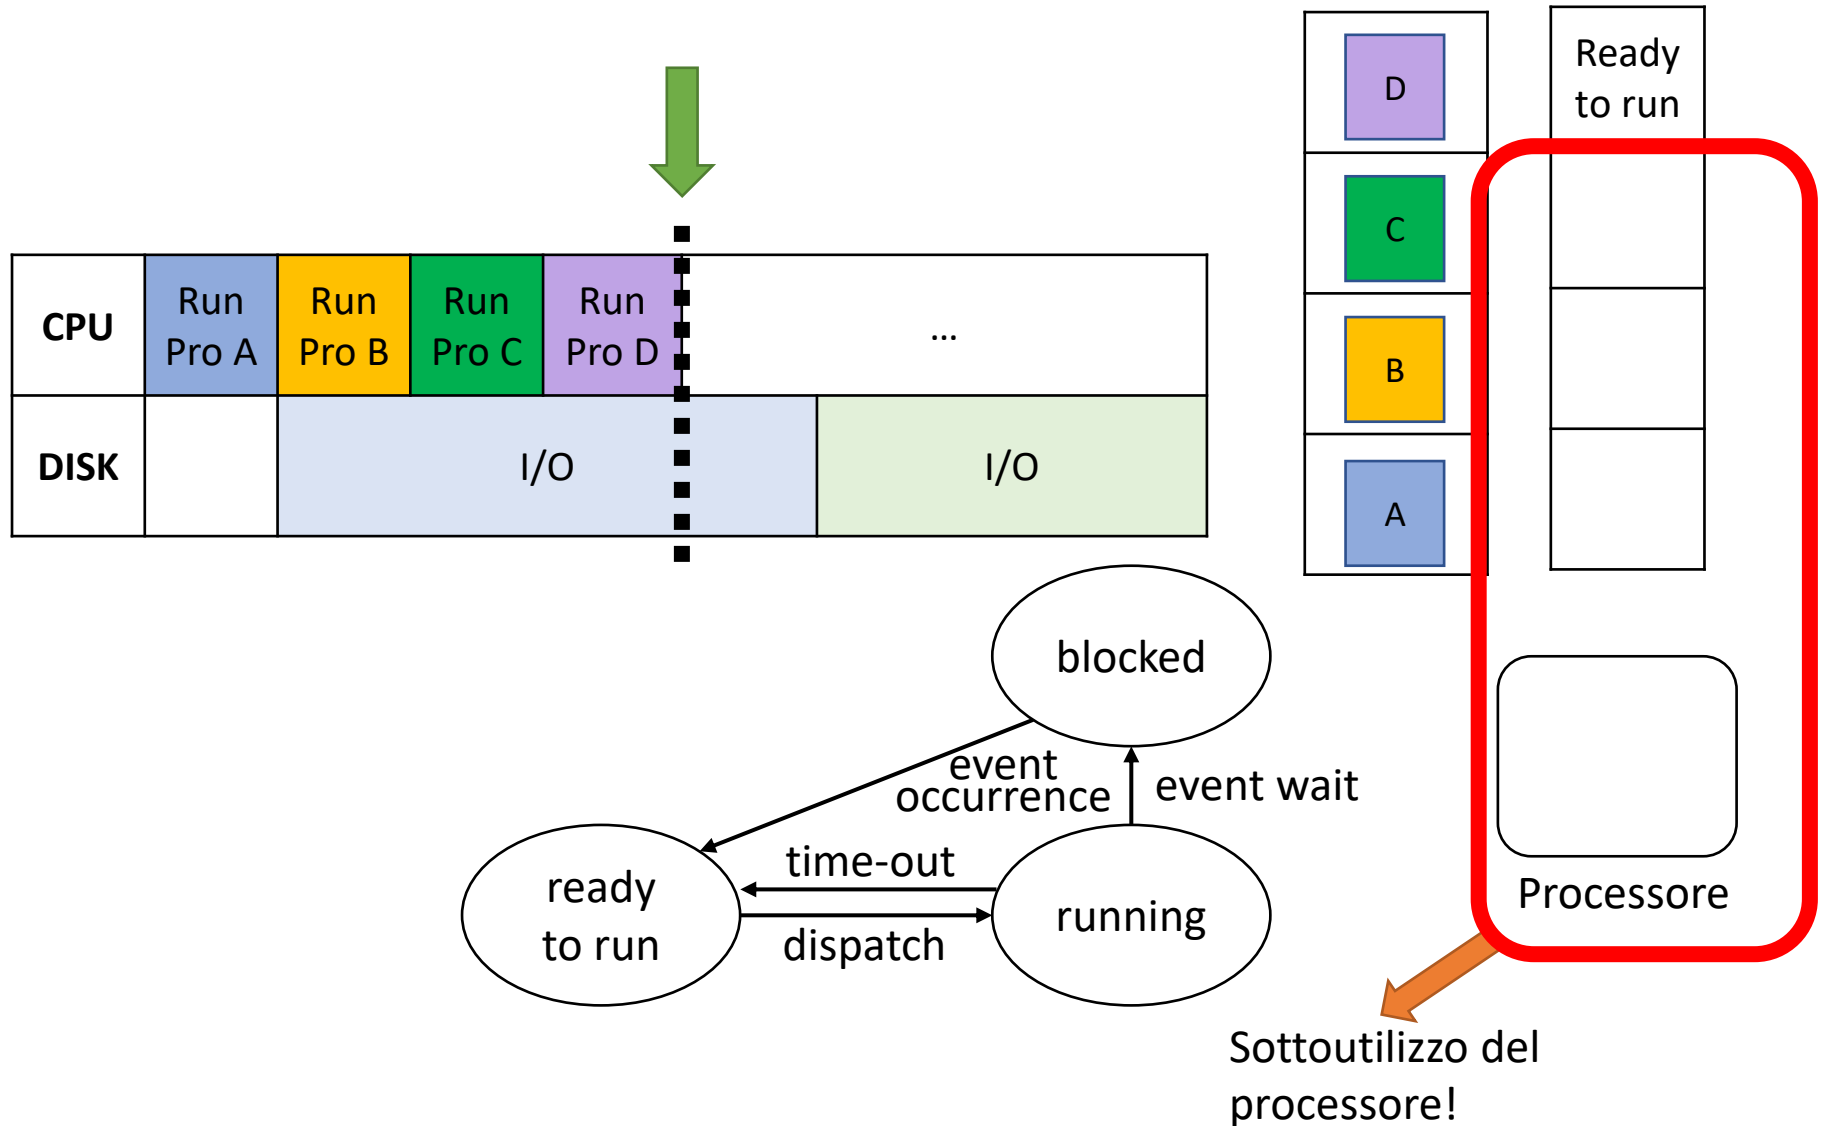 CPU
Run
Pro A
Run
Pro B
Run
Pro C
Run
Pro D
...
DISK
I/O
I/O
D
C
B
A
Ready
to run
blocked
event
occurrence
event wait
ready
to run
time-out
dispatch
running
Processore
Sottoutilizzo del
processore!